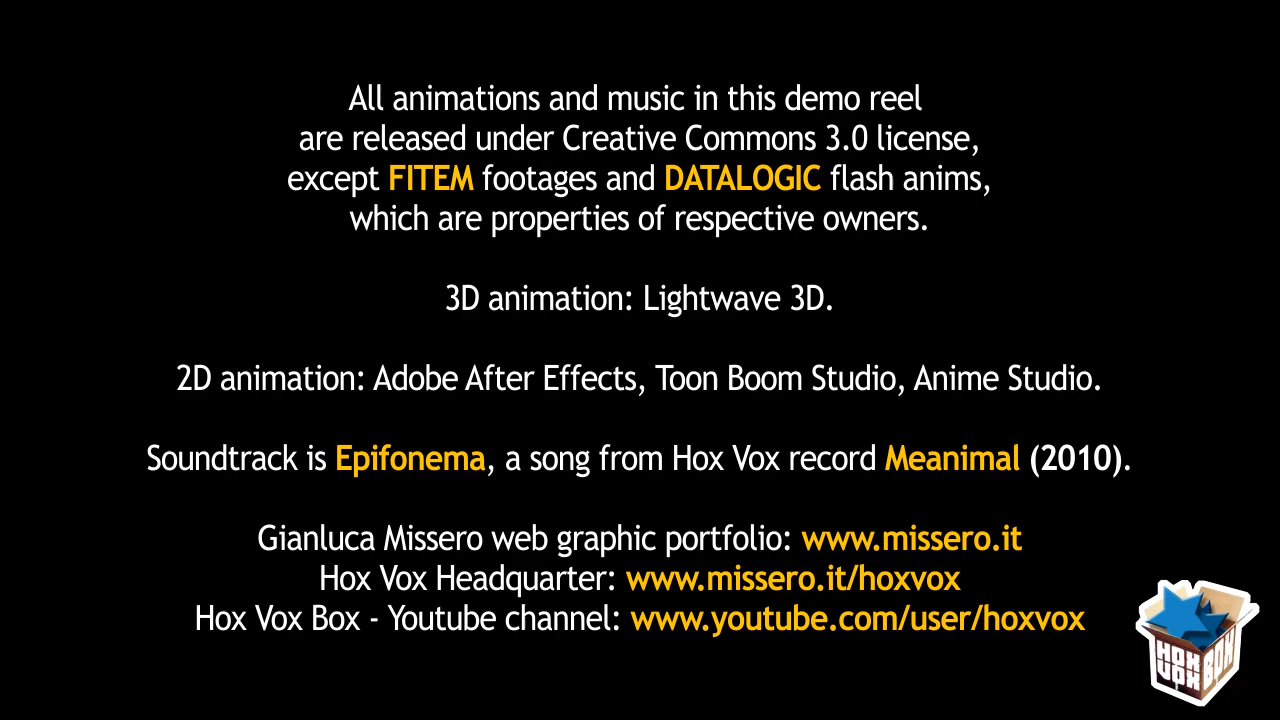 All animations and music in this demo reel
are released under Creative Commons 3.0 license,
except FITEM footages and DATALOGIC flash anims,
which are properties of respective owners.
3D animation: Lightwave 3D.
2D animation: Adobe After Effects, Toon Boom Studio, Anime Studio.
Soundtrack is Epifonema, a song from Hox Vox record Meanimal (2010).
Gianluca Missero web graphic portfolio: www.missero.it
Hox Vox Headquarter: www.missero.it/hoxvox
Hox Vox Box - Youtube channel: www.youtube.com/user/hoxvox
HOX
VOX BOX